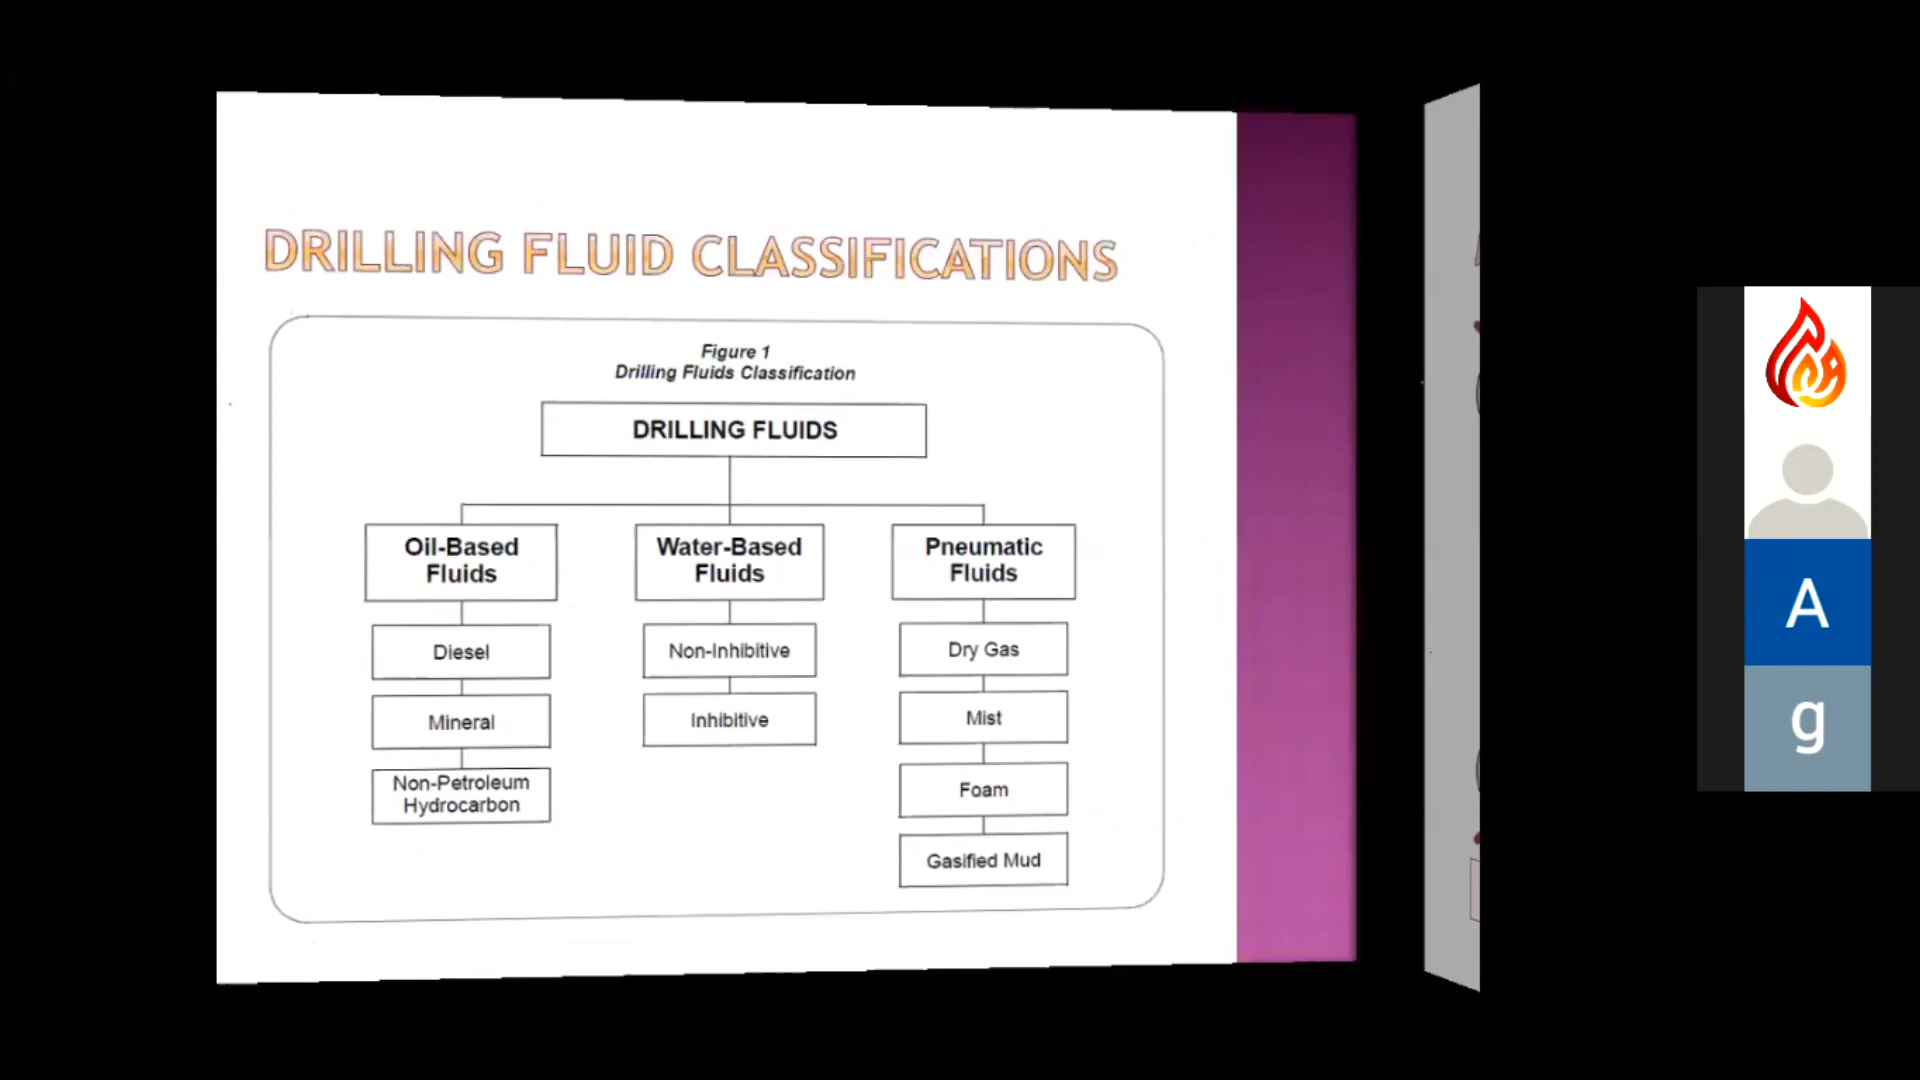 DRILLING FLUID CLASSIFICATIONS
Figure 1
Drilling Fluids Classification
DRILLING FLUIDS
Oil-Based
Fluids
Water-Based
Fluids
Pneumatic
Fluids
Diesel
Non-Inhibitive
Dry Gas
Mineral
Inhibitive
Mist
Non-Petroleum
Hydrocarbon
Foam
Gasified Mud
A
g